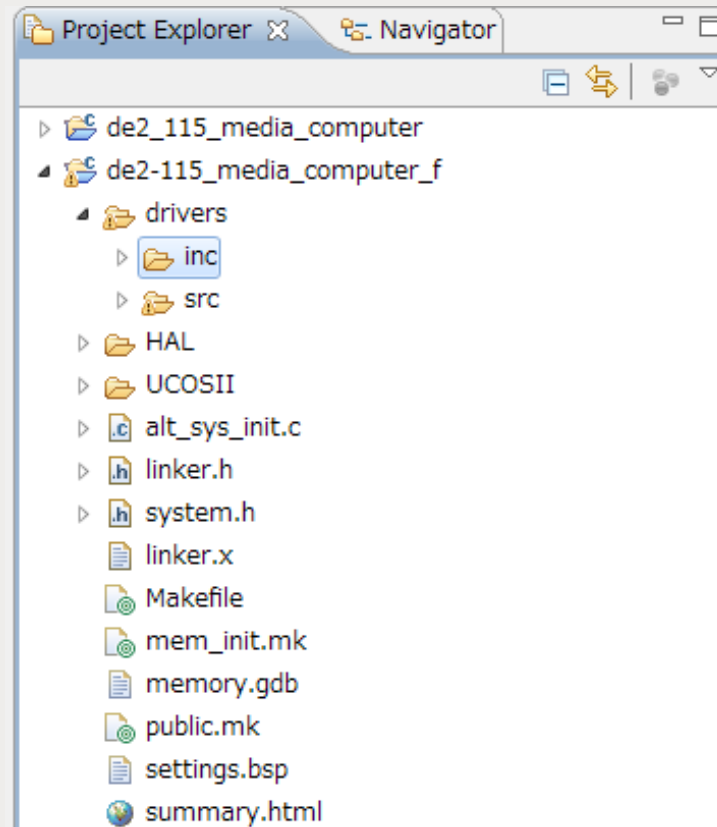 Project Explorer Navigator
de2_115_media_computer
de2-115_media_computer_f
drivers
inc
src
HAL
UCOSII
alt_sys_init.c
linker.h
system.h
linker.x
Makefile
mem_init.mk
memory.gdb
public.mk
settings.bsp
summary.html